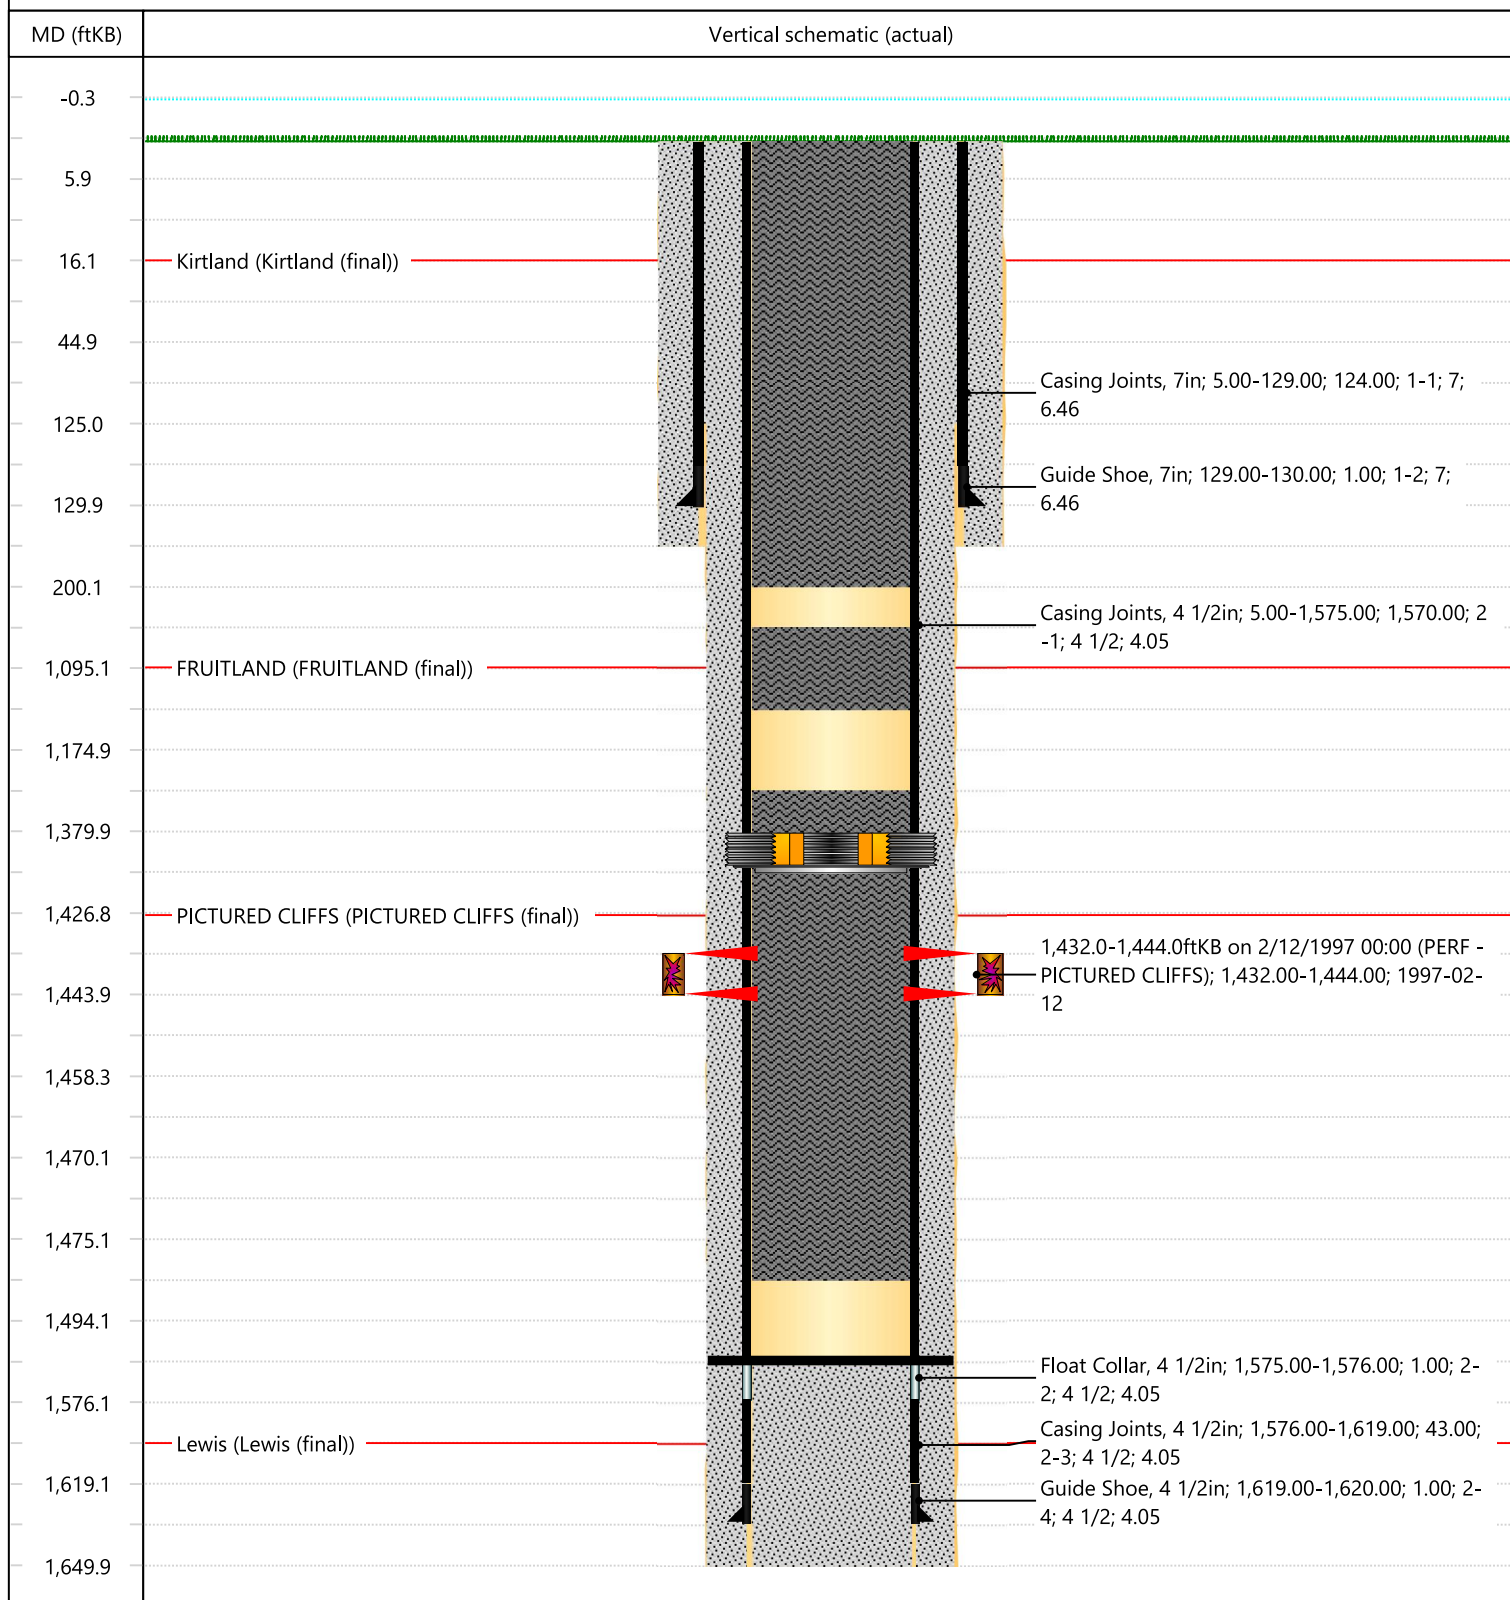 MD (ftKB)
Vertical schematic (actual)
-0.3
5.9
16.1
Kirtland (Kirtland (final))
44.9
Casing Joints, 7in; 5.00-129.00; 124.00; 1-1; 7;
6.46
125.0
Guide Shoe, 7in; 129.00-130.00; 1.00; 1-2; 7;
6.46
129.9
200.1
Casing Joints, 4 1/2in; 5.00-1,575.00; 1,570.00; 2
-1; 4 1/2; 4.05
1,095.1
FRUITLAND (FRUITLAND (final))
1,174.9
1,379.9
1,426.8
PICTURED CLIFFS (PICTURED CLIFFS (final))
1,432.0-1,444.0ftKB on 2/12/1997 00:00 (PERF -
PICTURED CLIFFS); 1,432.00-1,444.00; 1997-02-
12
1,443.9
1,458.3
1,470.1
1,475.1
1,494.1
Float Collar, 4 1/2in; 1,575.00-1,576.00; 1.00; 2-
2; 4 1/2; 4.05
1,576.1
Casing Joints, 4 1/2in; 1,576.00-1,619.00; 43.00;
2-3; 4 1/2; 4.05
Lewis (Lewis (final))
1,619.1
Guide Shoe, 4 1/2in; 1,619.00-1,620.00; 1.00; 2-
4; 4 1/2; 4.05
1,649.9